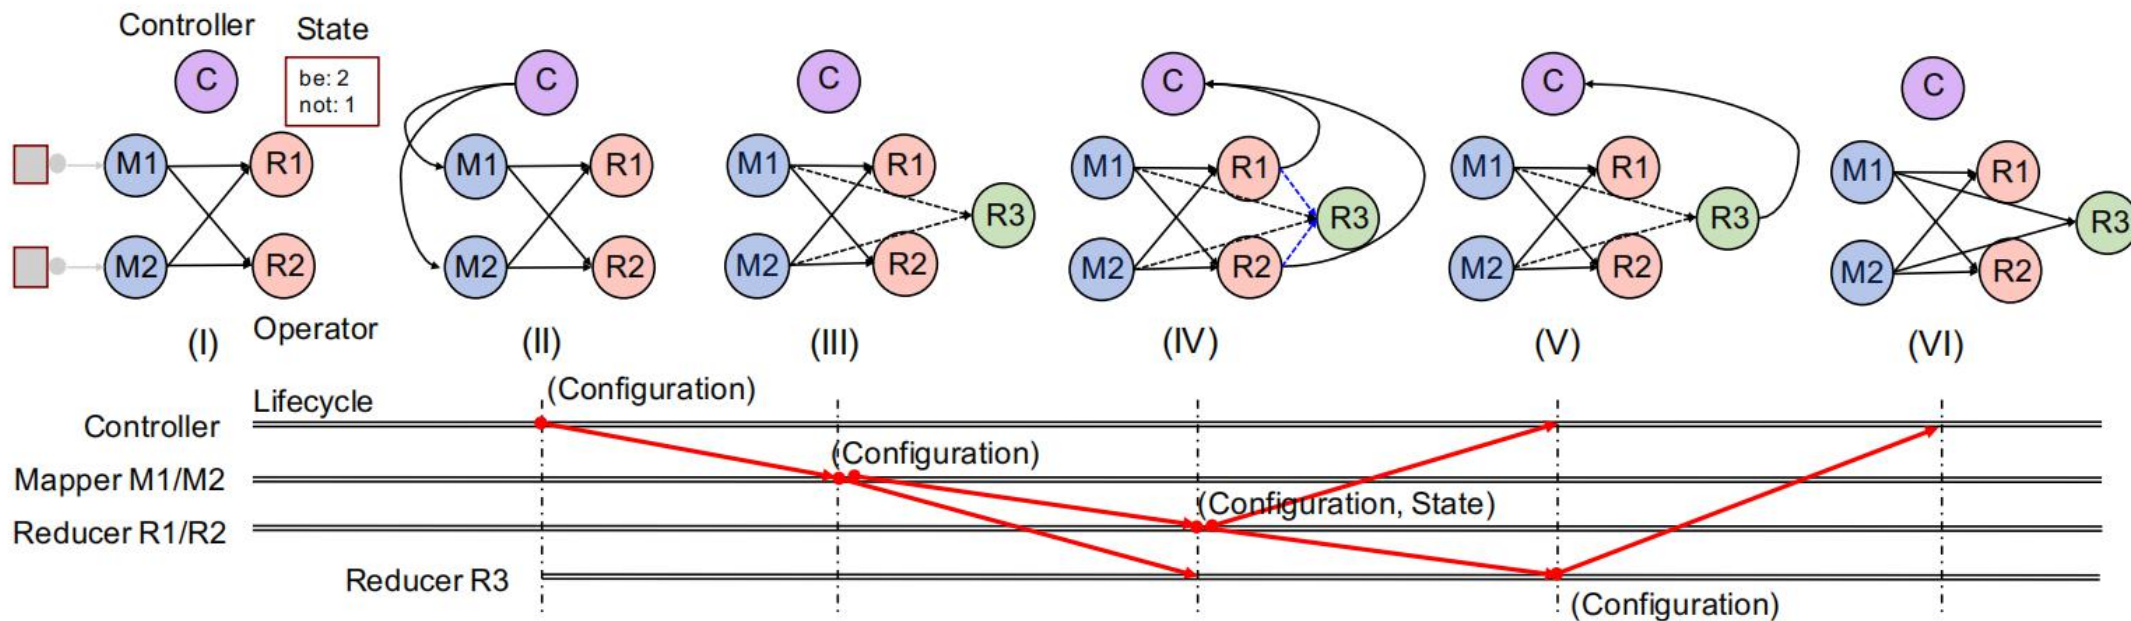 Controller
State
C
be: 2
not: 1
M1
R1
M2
R2
(I)
Operator
C
M1
R1
M2
R2
(II)
C
M1
R1
R3
M2
R2
(III)
C
M1
R1
R3
M2
R2
(IV)
C
M1
R1
R3
M2
R2
(V)
C
M1
R1
R3
M2
R2
(VI)
(Configuration)
Lifecycle
Controller
(Configuration)
Mapper M1/M2
(Configuration, State)
Reducer R1/R2
Reducer R3
(Configuration)